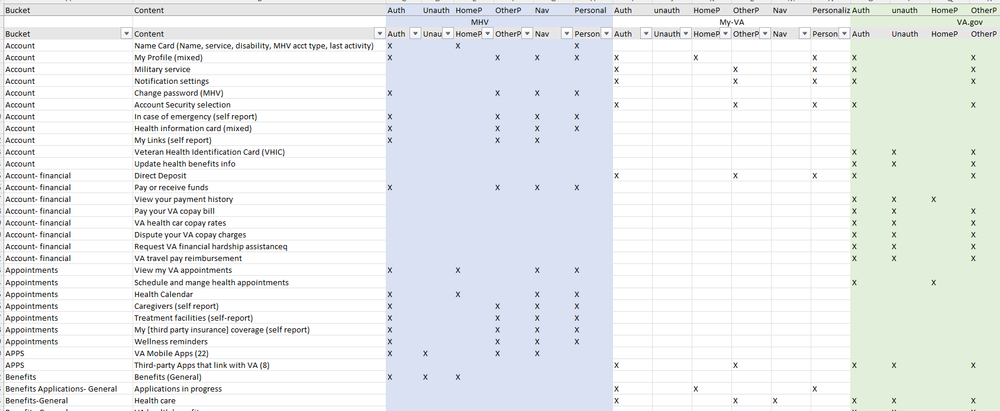 Bucket Content Auth Unauth HomeP OtherP Nav Personal Auth unauth HomeP OtherP Nav Personaliz Auth unauth HomeP OtherP
MHV My-VA VA.gov
Bucket Content Auth Unau HomeP OtherP Nav Person Auth Unauth HomeP OtherP Nav Person Auth Unauth HomeP OtherP
Account Name Card (Name, service, disability, MHV acct type, last activity) X X X
Account My Profile (mixed) X X X X X X X X X
Account Military service X X X X X
Account Notification settings X X X X X
Account Change password (MHV) X X X X
Account Account Security selection X X X X X
Account In case of emergency (self report) X X X X
Account Health information card (mixed) X X X X
Account My Links (self report) X X X
Account Veteran Health Identification Card (VHIC) X X X
Account Update health benefits info X X X
Account- financial Direct Deposit X X X X X
Account- financial Pay or receive funds X X X X
Account- financial View your payment history X X X
Account- financial Pay your VA copay bill X X X
Account- financial VA health car copay rates X X X
Account- financial Dispute your VA copay charges X X X
Account- financial Request VA financial hardship assistanceq X X X
Account- financial VA travel pay reimbursement X X X
Appointments View my VA appointments X X X X
Appointments Schedule and mange health appointments X X
Appointments Health Calendar X X X X
Appointments Caregivers (self report) X X X X
Appointments Treatment facilities (self-report) X X X X
Appointments My [third party insurance] coverage (self report) X X X X
Appointments Wellness reminders X X X X
APPS VA Mobile Apps (22) X X X X
APPS Third-party Apps that link with VA (8) X X X X X
Benefits Benefits (General) X X X
Benefits Applications- General Applications in progress X X X
Benefits-General Health care X X X X X X